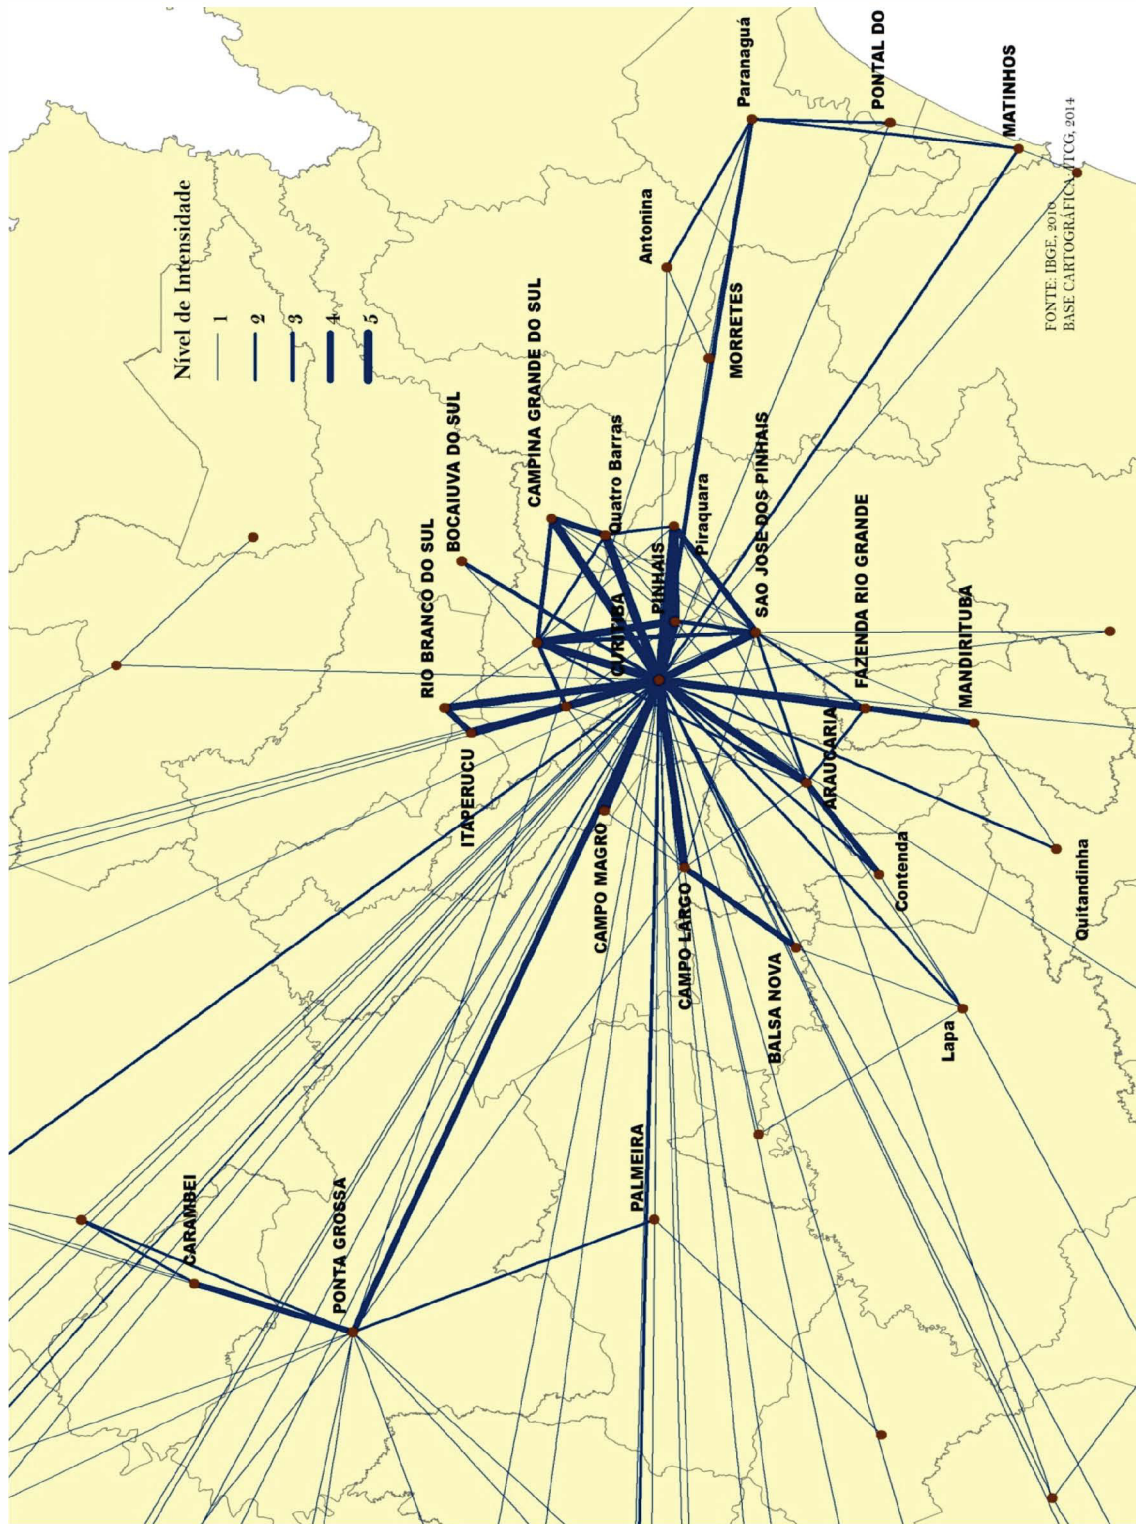 Nível de Intensidade
1
2
3
4
5
Paranaguá
PONTAL DO
MATINHOS
Antonina
MORRETES
CAMPINA GRANDE DO SUL
BOCAIUVA DO SUL
Quatro Barras
RIO BRANCO DO SUL
Piraquara
PINHAIS
SAO JOSE DOS PINHAIS
CURITIBA
FAZENDA RIO GRANDE
MANDIRITUBA
ITAPERUCU
ARAUCARIA
CAMPO MAGRO
Contenda
Quitandinha
CAMPO LARGO
BALSA NOVA
Lapa
PALMEIRA
CARAMBEI
PONTA GROSSA
FONTE: IBGE, 2010
BASE CARTOGRÁFICA: ITCG, 2014